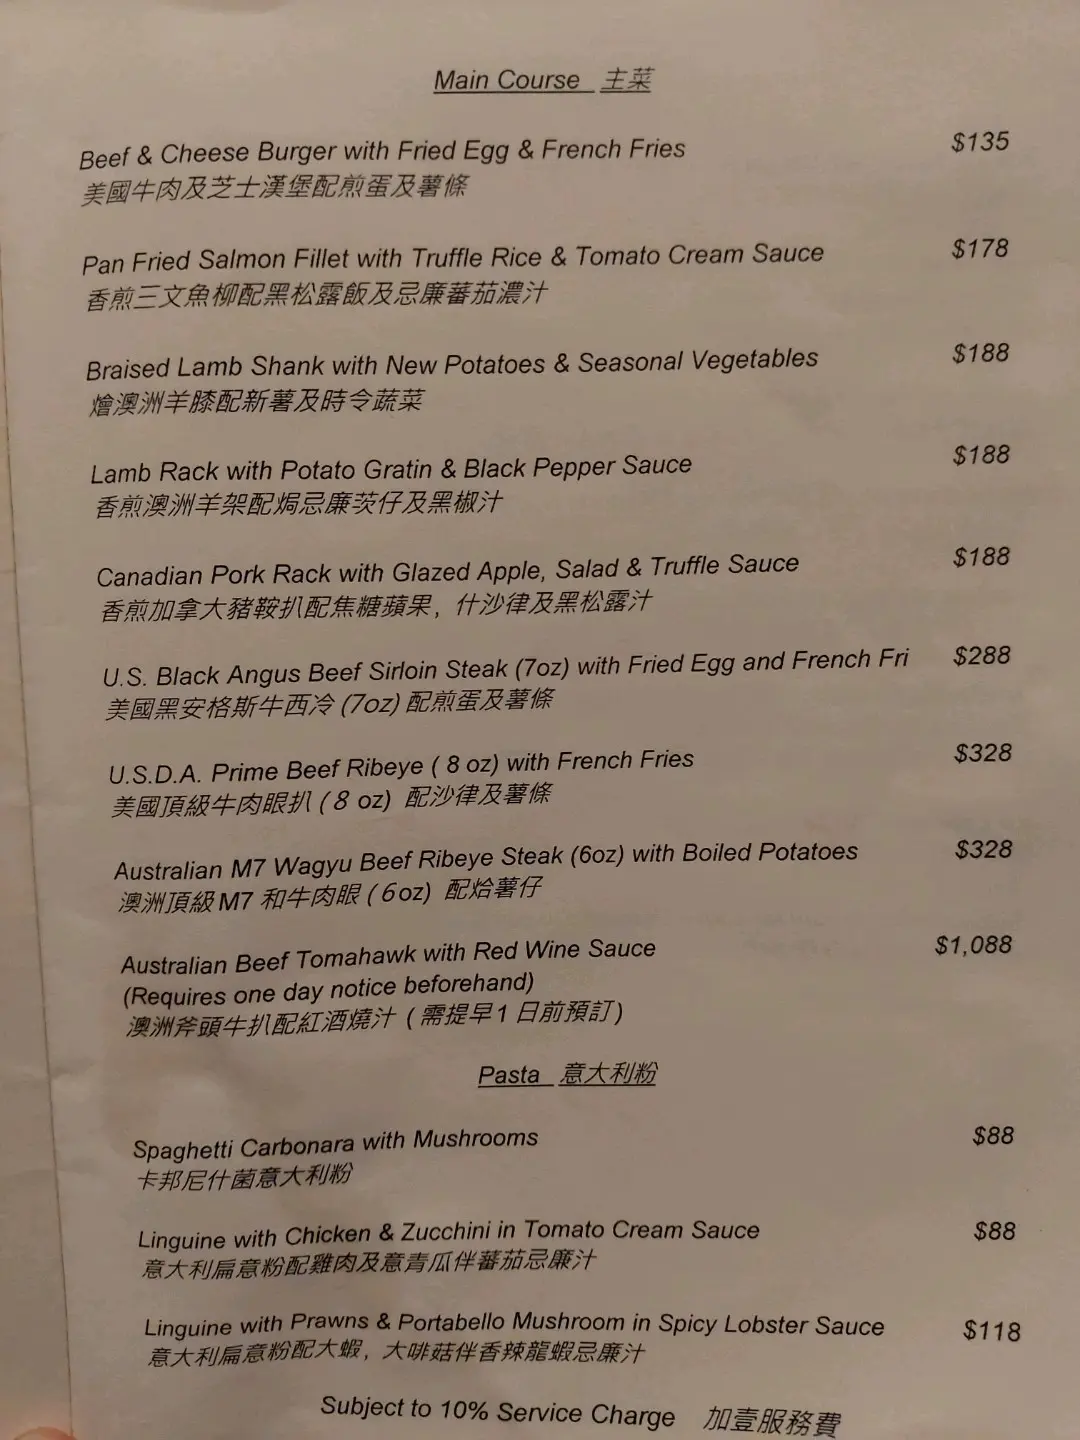 Main Course 主菜
Beef & Cheese Burger with Fried Egg & French Fries $135
美國牛肉及芝士漢堡配煎蛋及薯條
Pan Fried Salmon Fillet with Truffle Rice & Tomato Cream Sauce $178
香煎三文魚柳配黑松露飯及忌廉蕃茄濃汁
Braised Lamb Shank with New Potatoes & Seasonal Vegetables $188
燴澳洲羊膝配新薯及時令蔬菜
Lamb Rack with Potato Gratin & Black Pepper Sauce $188
香煎澳洲羊架配焗忌廉茨仔及黑椒汁
Canadian Pork Rack with Glazed Apple, Salad & Truffle Sauce $188
香煎加拿大豬鞍扒配焦糖蘋果, 什沙律及黑松露汁
U.S. Black Angus Beef Sirloin Steak (7oz) with Fried Egg and French Fri $288
美國黑安格斯牛西冷 (7oz) 配煎蛋及薯條
U.S.D.A. Prime Beef Ribeye ( 8 oz) with French Fries $328
美國頂級牛肉眼扒 ( 8 oz) 配沙律及薯條
Australian M7 Wagyu Beef Ribeye Steak (6oz) with Boiled Potatoes $328
澳洲頂級M7 和牛肉眼 ( 6oz) 配烚薯仔
Australian Beef Tomahawk with Red Wine Sauce $1,088
(Requires one day notice beforehand)
澳洲斧頭牛扒配紅酒燒汁 ( 需提早1 日前預訂)
Pasta 意大利粉
Spaghetti Carbonara with Mushrooms $88
卡邦尼什菌意大利粉
Linguine with Chicken & Zucchini in Tomato Cream Sauce $88
意大利扁意粉配雞肉及意青瓜伴蕃茄忌廉汁
Linguine with Prawns & Portabello Mushroom in Spicy Lobster Sauce $118
意大利扁意粉配大蝦, 大啡菇伴香辣龍蝦忌廉汁
Subject to 10% Service Charge 加壹服務費